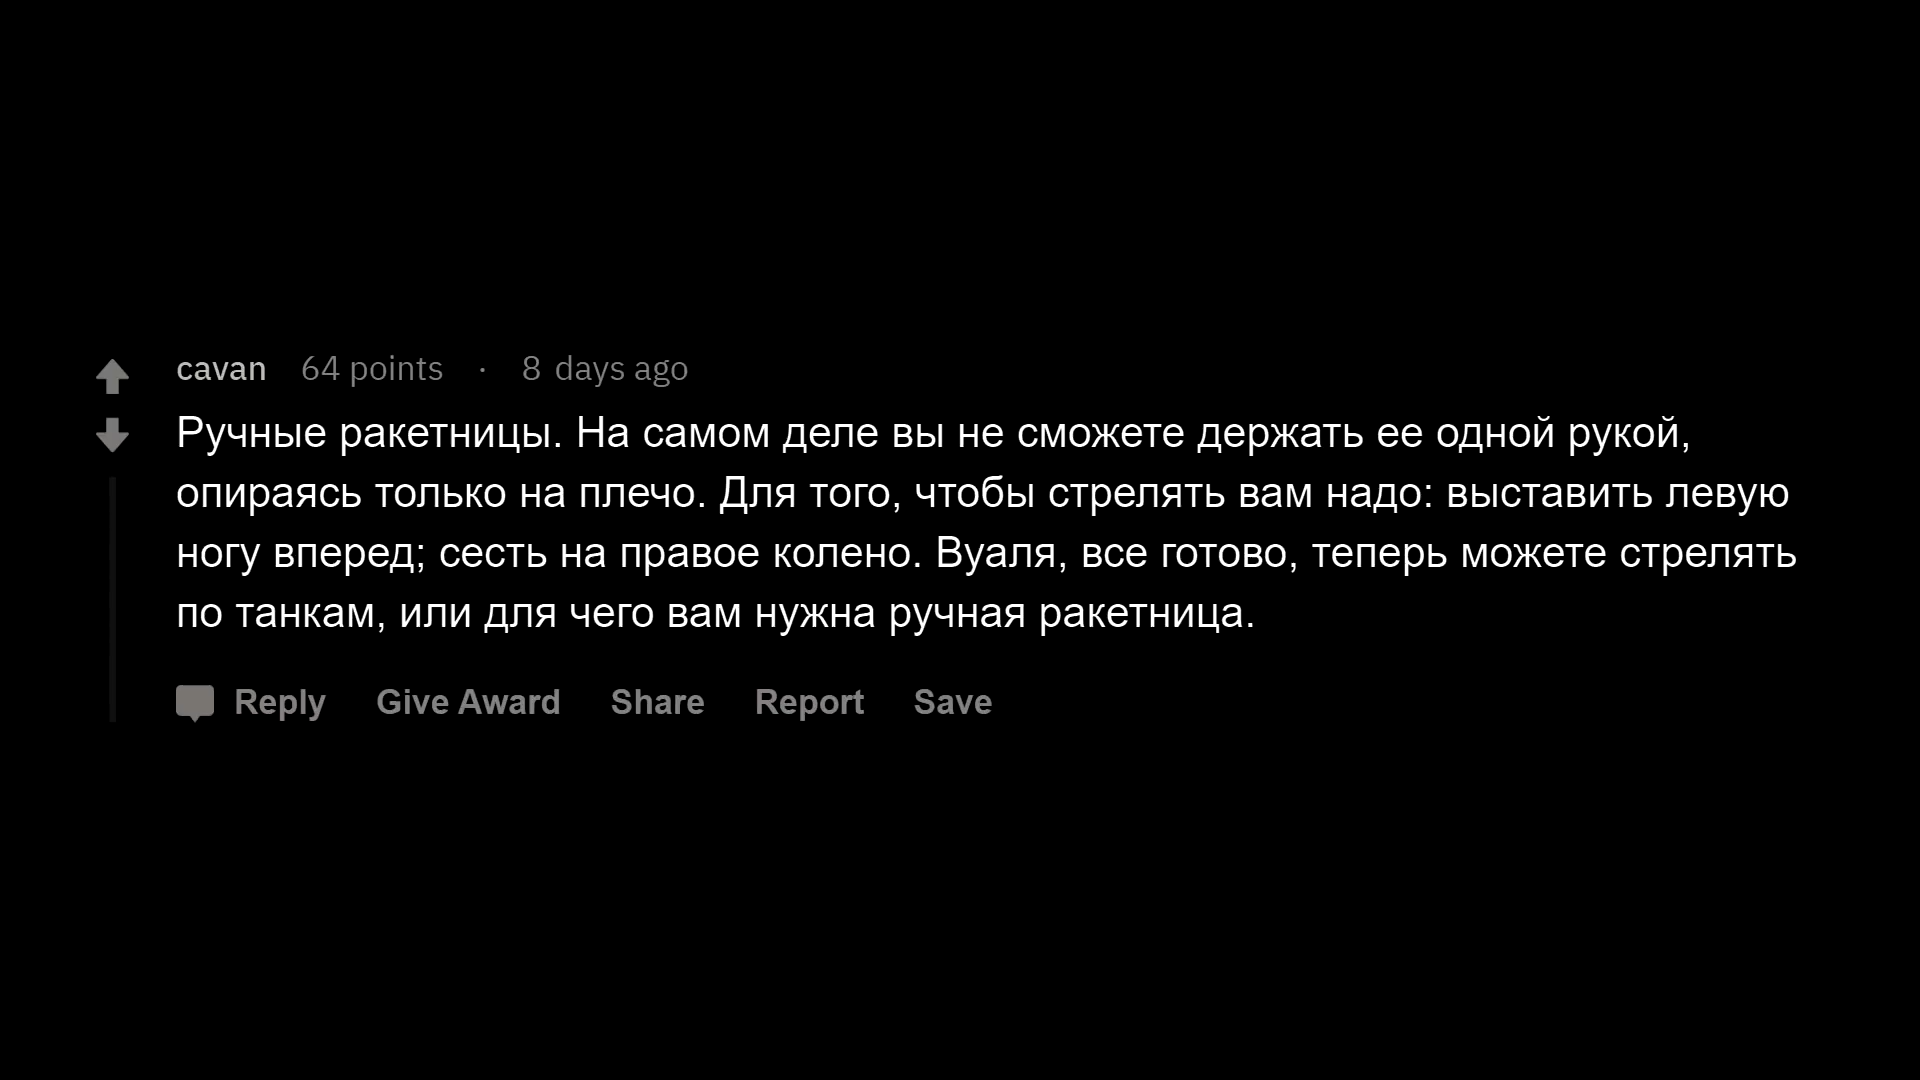 cavan 64 points · 8 days ago
Ручные ракетницы. На самом деле вы не сможете держать ее одной рукой,
опираясь только на плечо. Для того, чтобы стрелять вам надо: выставить левую
ногу вперед; сесть на правое колено. Вуаля, все готово, теперь можете стрелять
по танкам, или для чего вам нужна ручная ракетница.
Reply Give Award Share Report Save